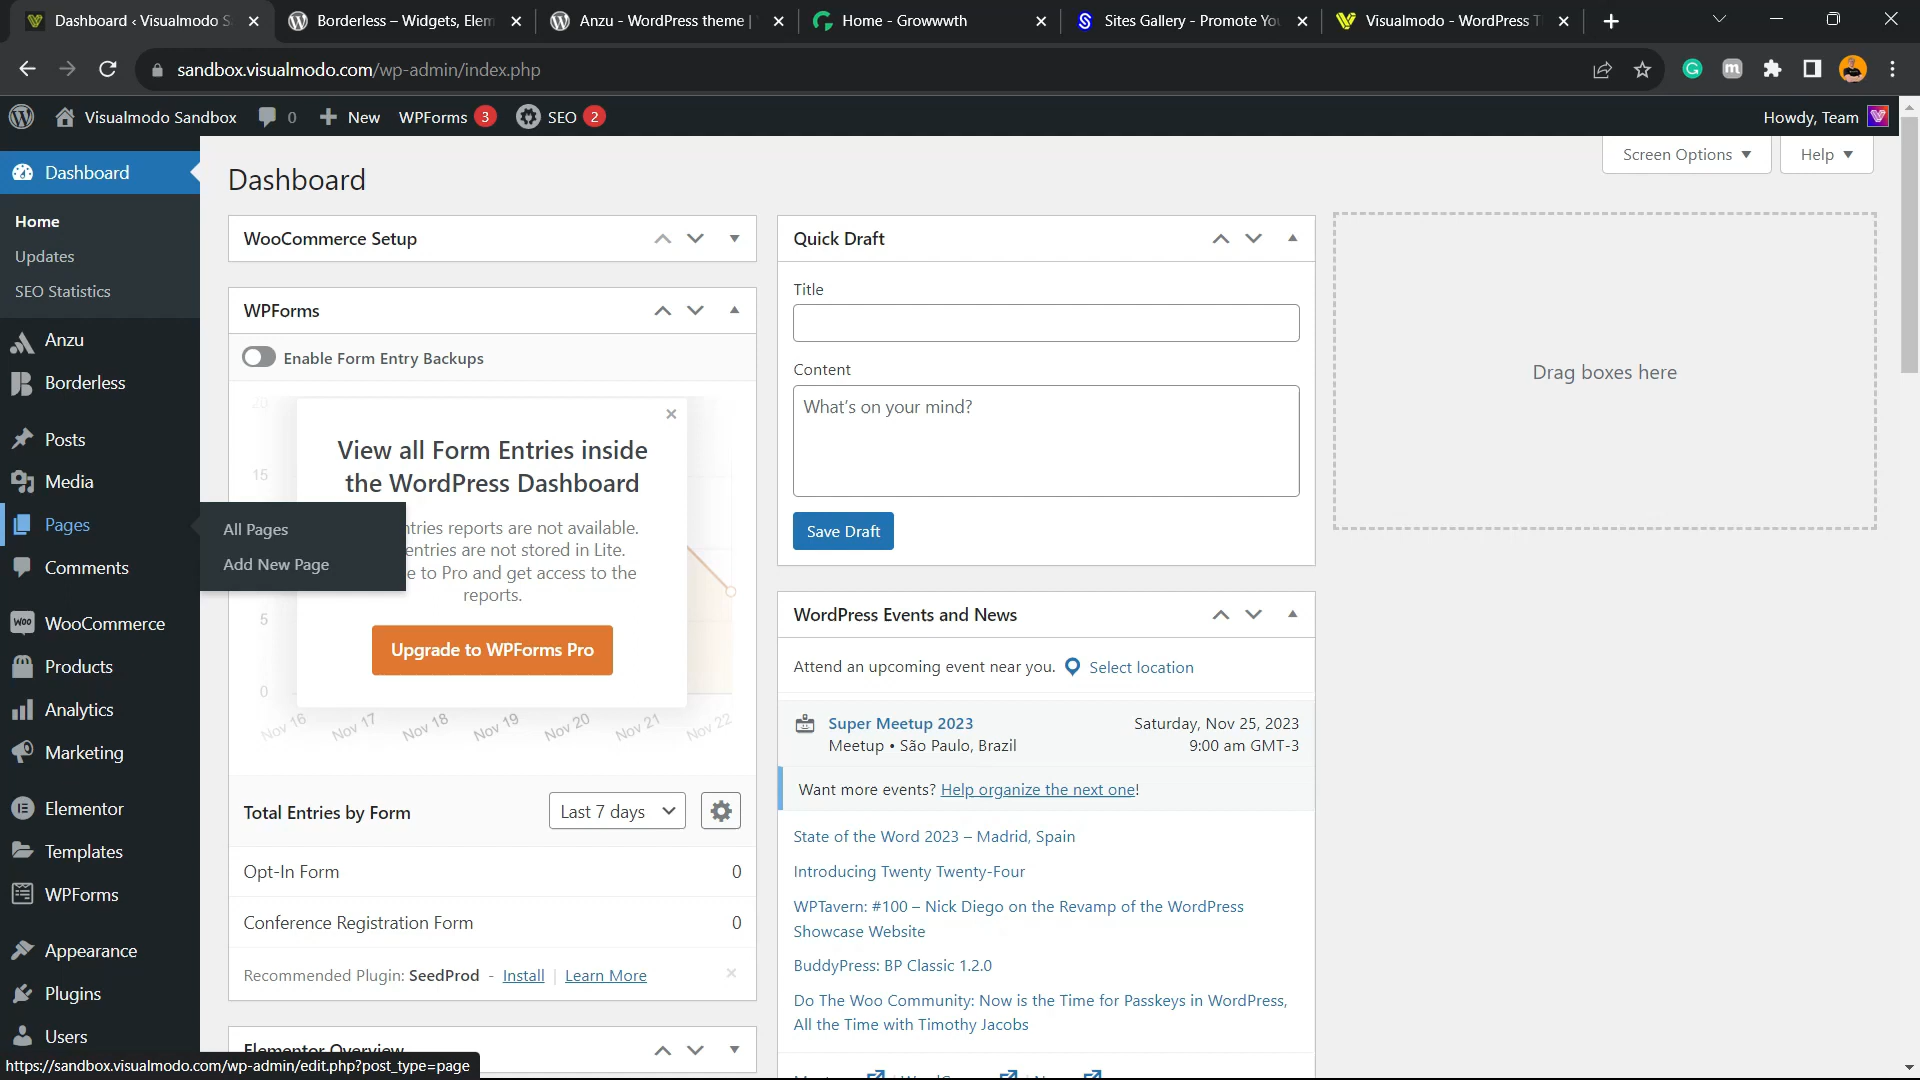 Dashboard ‹ Visualmodo S
Borderless – Widgets, Elem
Anzu - WordPress theme |
Home - Growwwth
Sites Gallery - Promote Yo
Visualmodo - WordPress T
sandbox.visualmodo.com/wp-admin/index.php
Visualmodo Sandbox
0
New
WPForms 3
SEO 2
Howdy, Team
Screen Options
Help
Dashboard
Home
Updates
SEO Statistics
Anzu
Borderless
Posts
Media
Pages
Comments
WooCommerce
Products
Analytics
Marketing
Elementor
Templates
WPForms
Appearance
Plugins
Users
All Pages
Add New Page
https://sandbox.visualmodo.com/wp-admin/edit.php?post_type=page
Dashboard
WooCommerce Setup
WPForms
Enable Form Entry Backups
20
15
5
0
View all Form Entries inside
the WordPress Dashboard
ntries reports are not available.
entries are not stored in Lite.
e to Pro and get access to the
reports.
Upgrade to WPForms Pro
Nov 16
Nov 17
Nov 18
Nov 19
Nov 20
Nov 21
Nov 22
Total Entries by Form
Last 7 days
Opt-In Form 0
Conference Registration Form 0
Recommended Plugin: SeedProd - Install | Learn More
Elementor Overview
Quick Draft
Title
Content
What's on your mind?
Save Draft
WordPress Events and News
Attend an upcoming event near you. Select location
Super Meetup 2023
Meetup • São Paulo, Brazil
Saturday, Nov 25, 2023
9:00 am GMT-3
Want more events? Help organize the next one!
State of the Word 2023 – Madrid, Spain
Introducing Twenty Twenty-Four
WPTavern: #100 – Nick Diego on the Revamp of the WordPress
Showcase Website
BuddyPress: BP Classic 1.2.0
Do The Woo Community: Now is the Time for Passkeys in WordPress,
All the Time with Timothy Jacobs
Drag boxes here